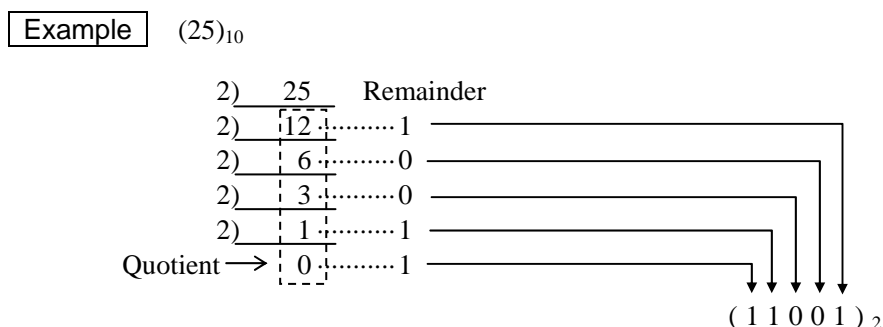 Example (25)10
2) 25 Remainder
2) 12 ·········· 1
2) 6 ·········· 0
2) 3 ·········· 0
2) 1 ·········· 1
Quotient → 0 ·········· 1
( 1 1 0 0 1 ) 2